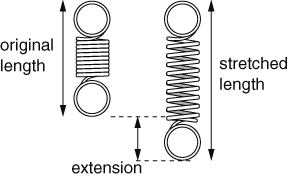 original
length
stretched
length
extension